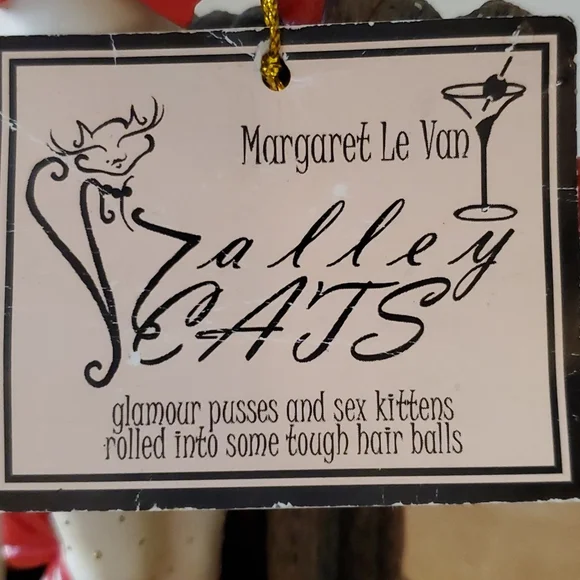 Margaret Le Van
alley
CATS
glamour pusses and sex kittens
rolled into some tough hair balls